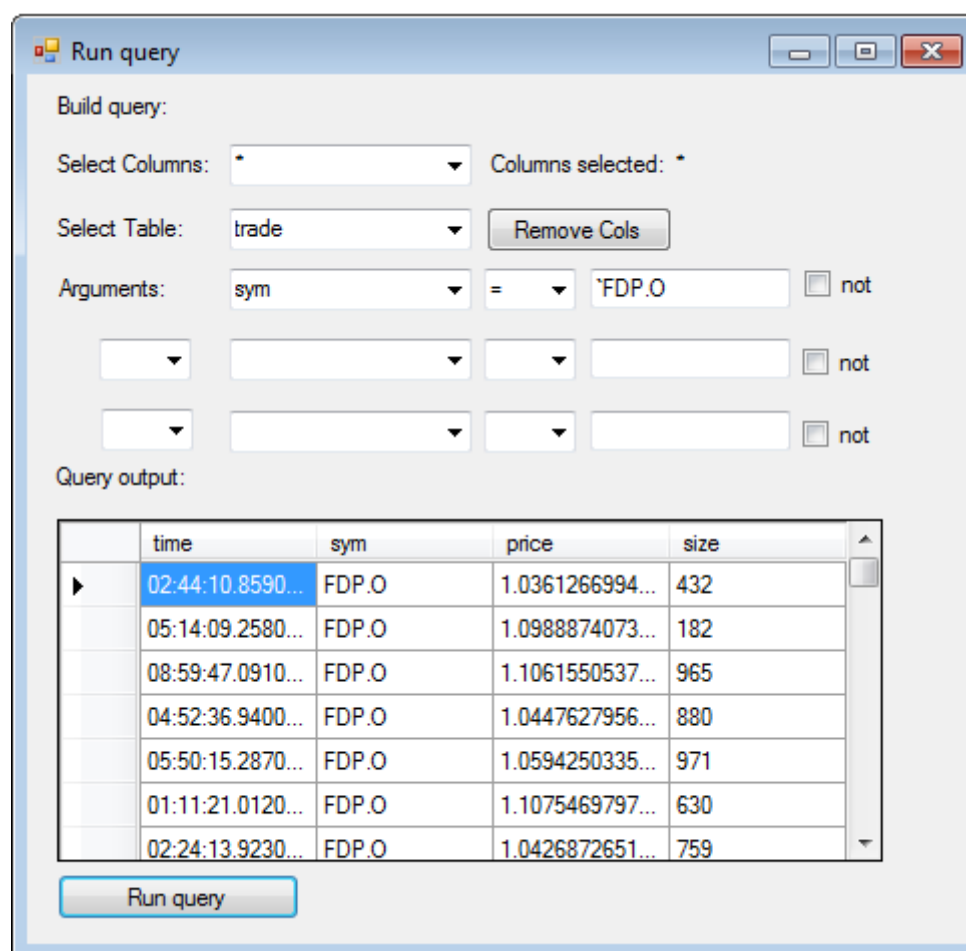 Run query
Build query:
Select Columns: * Columns selected: *
Select Table: trade Remove Cols
Arguments: sym = `FDP.O not
not
not
Query output:
time sym price size
02:44:10.8590... FDP.O 1.0361266994... 432
05:14:09.2580... FDP.O 1.0988874073... 182
08:59:47.0910... FDP.O 1.1061550537... 965
04:52:36.9400... FDP.O 1.0447627956... 880
05:50:15.2870... FDP.O 1.0594250335... 971
01:11:21.0120... FDP.O 1.1075469797... 630
02:24:13.9230... FDP.O 1.0426872651... 759
Run query